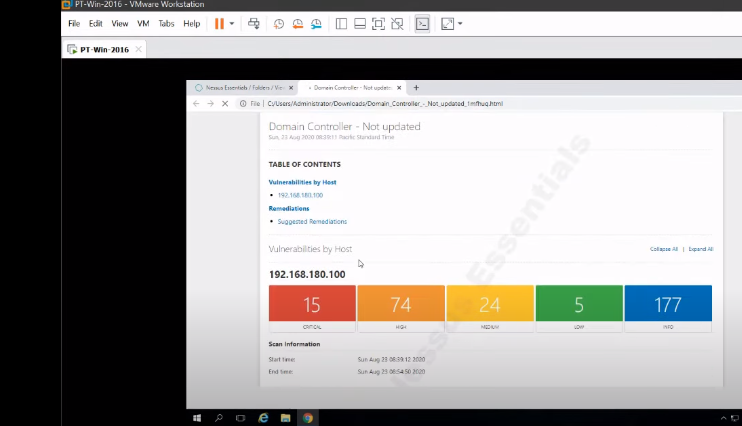 PT-Win-2016 - VMware Workstation
File Edit View VM Tabs Help
PT-Win-2016
Nessus Essentials / Folders / Vie
Domain Controller - Not update
File C:/Users/Administrator/Downloads/Domain_Controller_-_Not_updated_1mfhuq.html
Domain Controller - Not updated
Sun, 23 Aug 2020 Pacific Standard Time
TABLE OF CONTENTS
Vulnerabilities by Host
• 192.168.180.100
Remediations
• Suggested Remediations
Vulnerabilities by Host
Collapse All | Expand All
192.168.180.100
15 74 24 5 177
CRITICAL HIGH MEDIUM LOW INFO
Scan Information
Start time: Sun Aug 23 08:39:12 2020
End time: Sun Aug 23 08:54:50 2020
Nessus Essentials